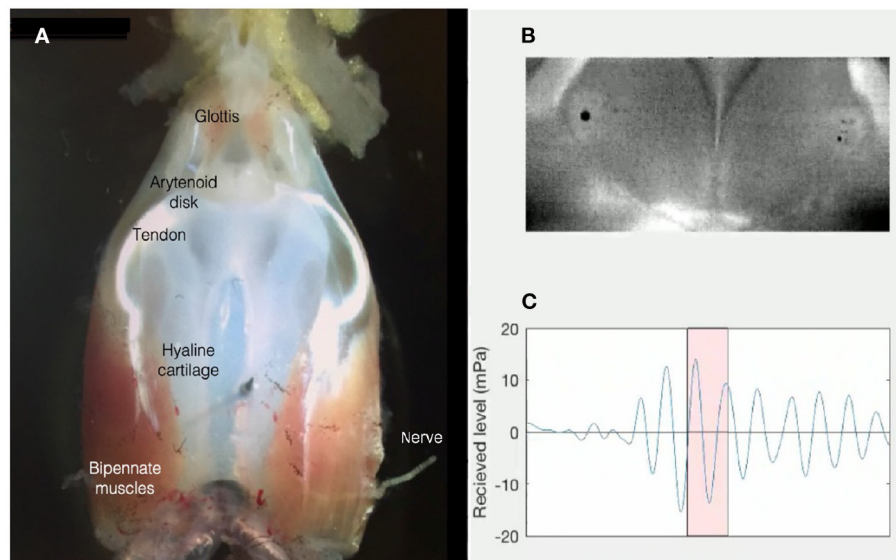 A
Glottis
Arytenoid
disk
Tendon
Hyaline
cartilage
Nerve
Bipennate
muscles
B
C
Recieved level (mPa)
20
10
0
-10
-20